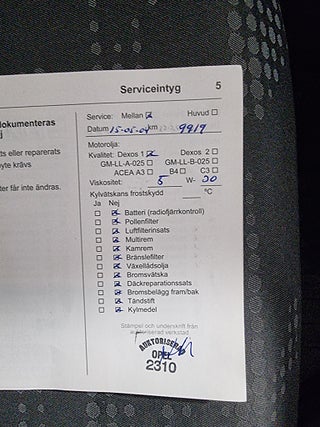 Serviceintyg 5
dokumenteras
j
ts eller reparerats
byte krävs
ter får inte ändras.
Service: Mellan Huvud
Datum 15-05-04 km 9917
Motorolja:
Kvalitet: Dexos 1 Dexos 2
GM-LL-A-025 GM-LL-B-025
ACEA A3 B4 C3
Viskositet: 5 W- 30
Kylvätskans frostskydd °C
Ja Nej
Batteri (radiofjärrkontroll)
Pollenfilter
Luftfilterinsats
Multirem
Kamrem
Bränslefilter
Växellådsolja
Bromsvätska
Däckreparationssats
Bromsbelägg fram/bak
Tändstift
Kylmedel
Stämpel och underskrift från
auktoriserad verkstad
AUKTORISERAD
OPEL
2310